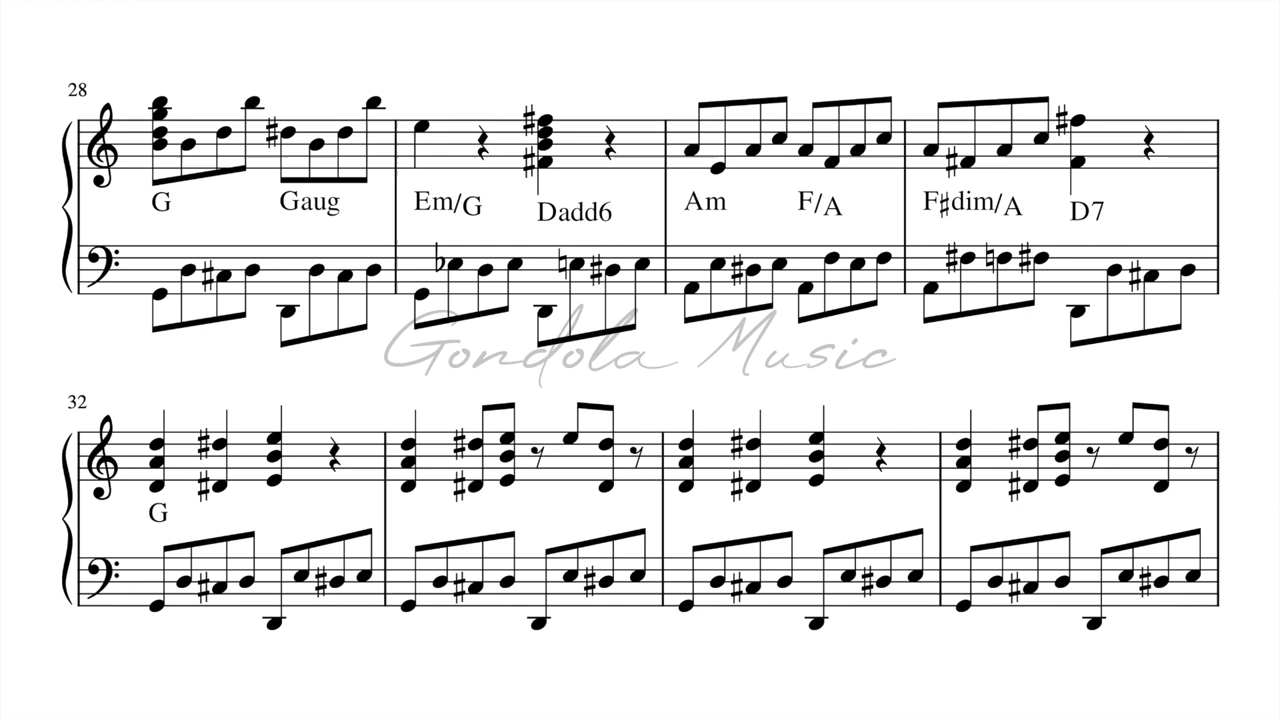 28
G Gaug Em/G Dadd6 Am F/A F♯dim/A D7
Gondola Music
32
G